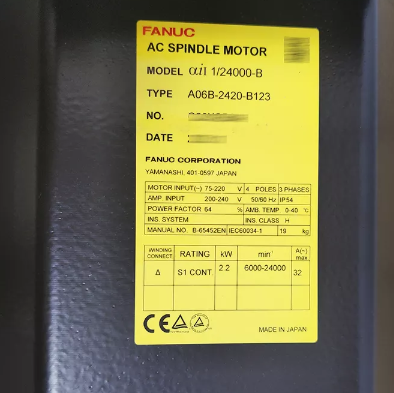 FANUC
AC SPINDLE MOTOR
MODEL αiI 1/24000-B
TYPE A06B-2420-B123
NO.
DATE
FANUC CORPORATION
YAMANASHI, 401-0597 JAPAN
MOTOR INPUT(~) 75-220 V 4 POLES 3 PHASES
AMP. INPUT 200-240 V 50/60 Hz IP54
POWER FACTOR 64 % AMB. TEMP 0-40 ℃
INS. SYSTEM INS. CLASS H
MANUAL NO. B-65452EN IEC60034-1 19 kg
WINDING CONNECT RATING kW min⁻¹ A(~) max
Δ S1 CONT. 2.2 6000-24000 32
CE
MADE IN JAPAN